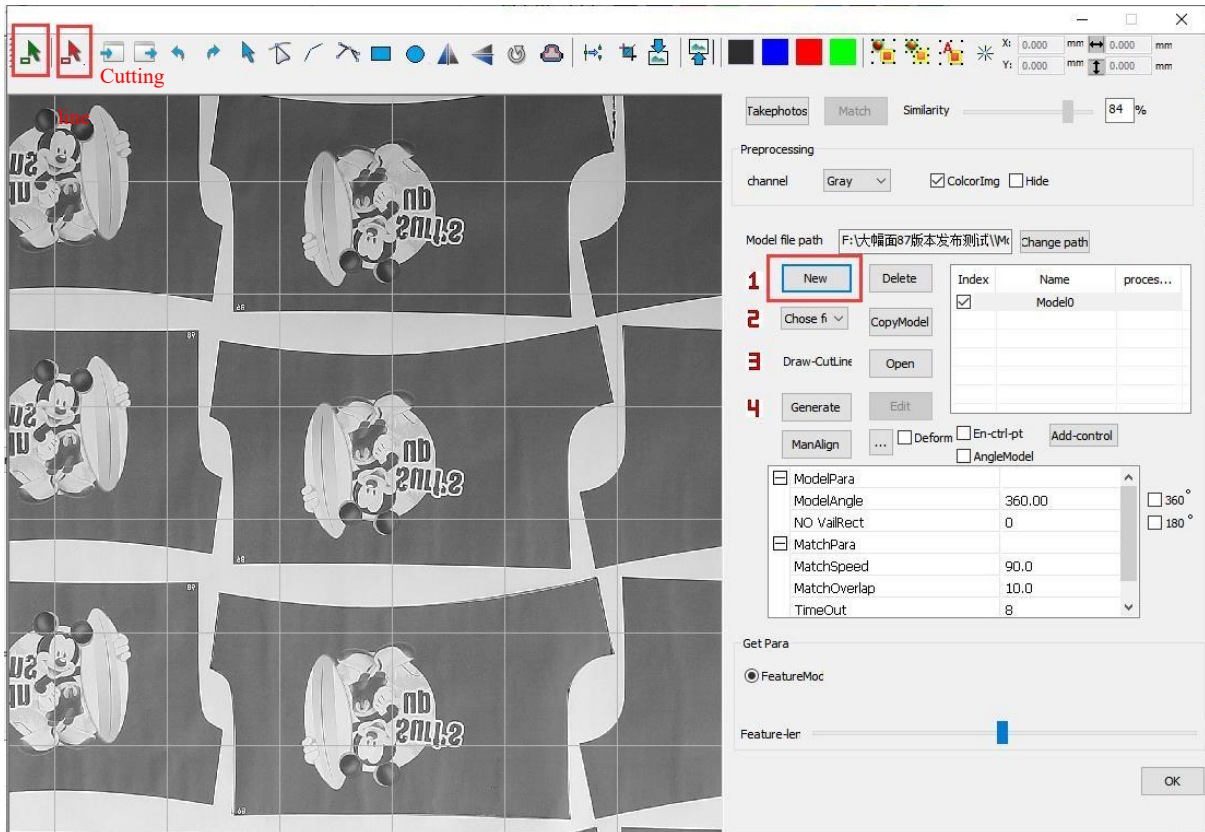 X: 0.000 mm 0.000 mm
Cutting
Y: 0.000 mm 0.000 mm
line
Takephotos Match Similarity 84 %
Preprocessing
channel Gray ColcorImg Hide
Model file path F:\大幅面87版本发布测试\\Mc Change path
1 New Delete
Index Name proces...
Model0
2 Chose fi CopyModel
3 Draw-CutLine Open
4 Generate Edit
ManAlign ... Deform En-ctrl-pt Add-control
AngleModel
ModelPara
ModelAngle 360.00 360°
NO VailRect 0 180°
MatchPara
MatchSpeed 90.0
MatchOverlap 10.0
TimeOut 8
Get Para
FeatureMod
Feature-ler
OK